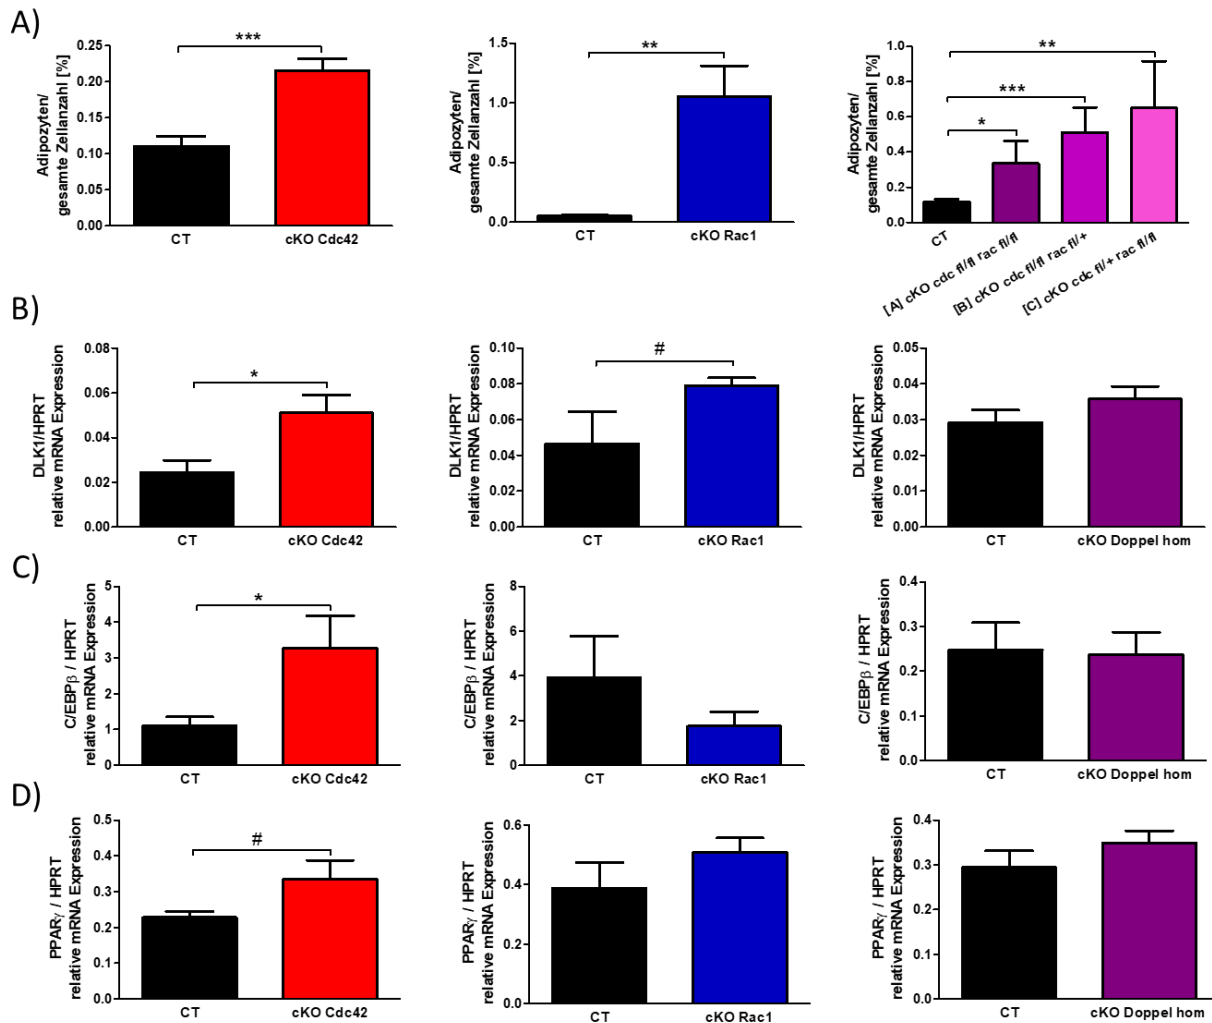 A)
Adipozyten/
gesamte Zellanzahl [%]
0.25
0.20
0.15
0.10
0.05
0.00
***
CT
cKO Cdc42
Adipozyten/
gesamte Zellanzahl [%]
1.5
1.0
0.5
0.0
**
CT
cKO Rac1
Adipozyten/
gesamte Zellanzahl [%]
1.0
0.8
0.6
0.4
0.2
0.0
**
***
*
CT
[A] cKO cdc fl/fl rac fl/fl
[B] cKO cdc fl/fl rac fl/+
[C] cKO cdc fl/+ rac fl/fl
B)
DLK1/HPRT
relative mRNA Expression
0.08
0.06
0.04
0.02
0.00
*
CT
cKO Cdc42
DLK1/HPRT
relative mRNA Expression
0.10
0.08
0.06
0.04
0.02
0.00
#
CT
cKO Rac1
DLK1/HPRT
relative mRNA Expression
0.05
0.04
0.03
0.02
0.01
0.00
CT
cKO Doppel hom
C)
C/EBPβ / HPRT
relative mRNA Expression
5
4
3
2
1
0
*
CT
cKO Cdc42
C/EBPβ / HPRT
relative mRNA Expression
8
6
4
2
0
CT
cKO Rac1
C/EBPβ / HPRT
relative mRNA Expression
0.4
0.3
0.2
0.1
0.0
CT
cKO Doppel hom
D)
PPARγ / HPRT
relative mRNA Expression
0.5
0.4
0.3
0.2
0.1
0.0
#
CT
cKO Cdc42
PPARγ / HPRT
relative mRNA Expression
0.6
0.4
0.2
0.0
CT
cKO Rac1
PPARγ / HPRT
relative mRNA Expression
0.4
0.3
0.2
0.1
0.0
CT
cKO Doppel hom